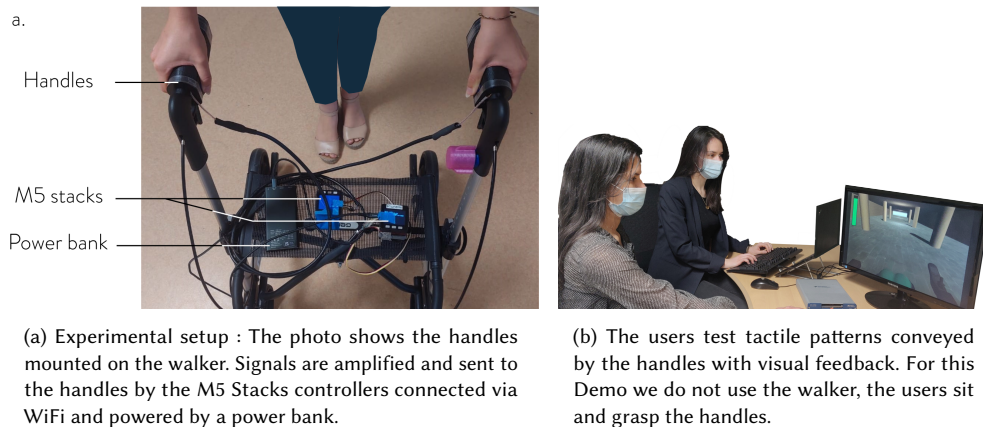 a.
Handles
M5 stacks
Power bank
(a) Experimental setup : The photo shows the handles
mounted on the walker. Signals are amplified and sent to
the handles by the M5 Stacks controllers connected via
WiFi and powered by a power bank.
(b) The users test tactile patterns conveyed
by the handles with visual feedback. For this
Demo we do not use the walker, the users sit
and grasp the handles.